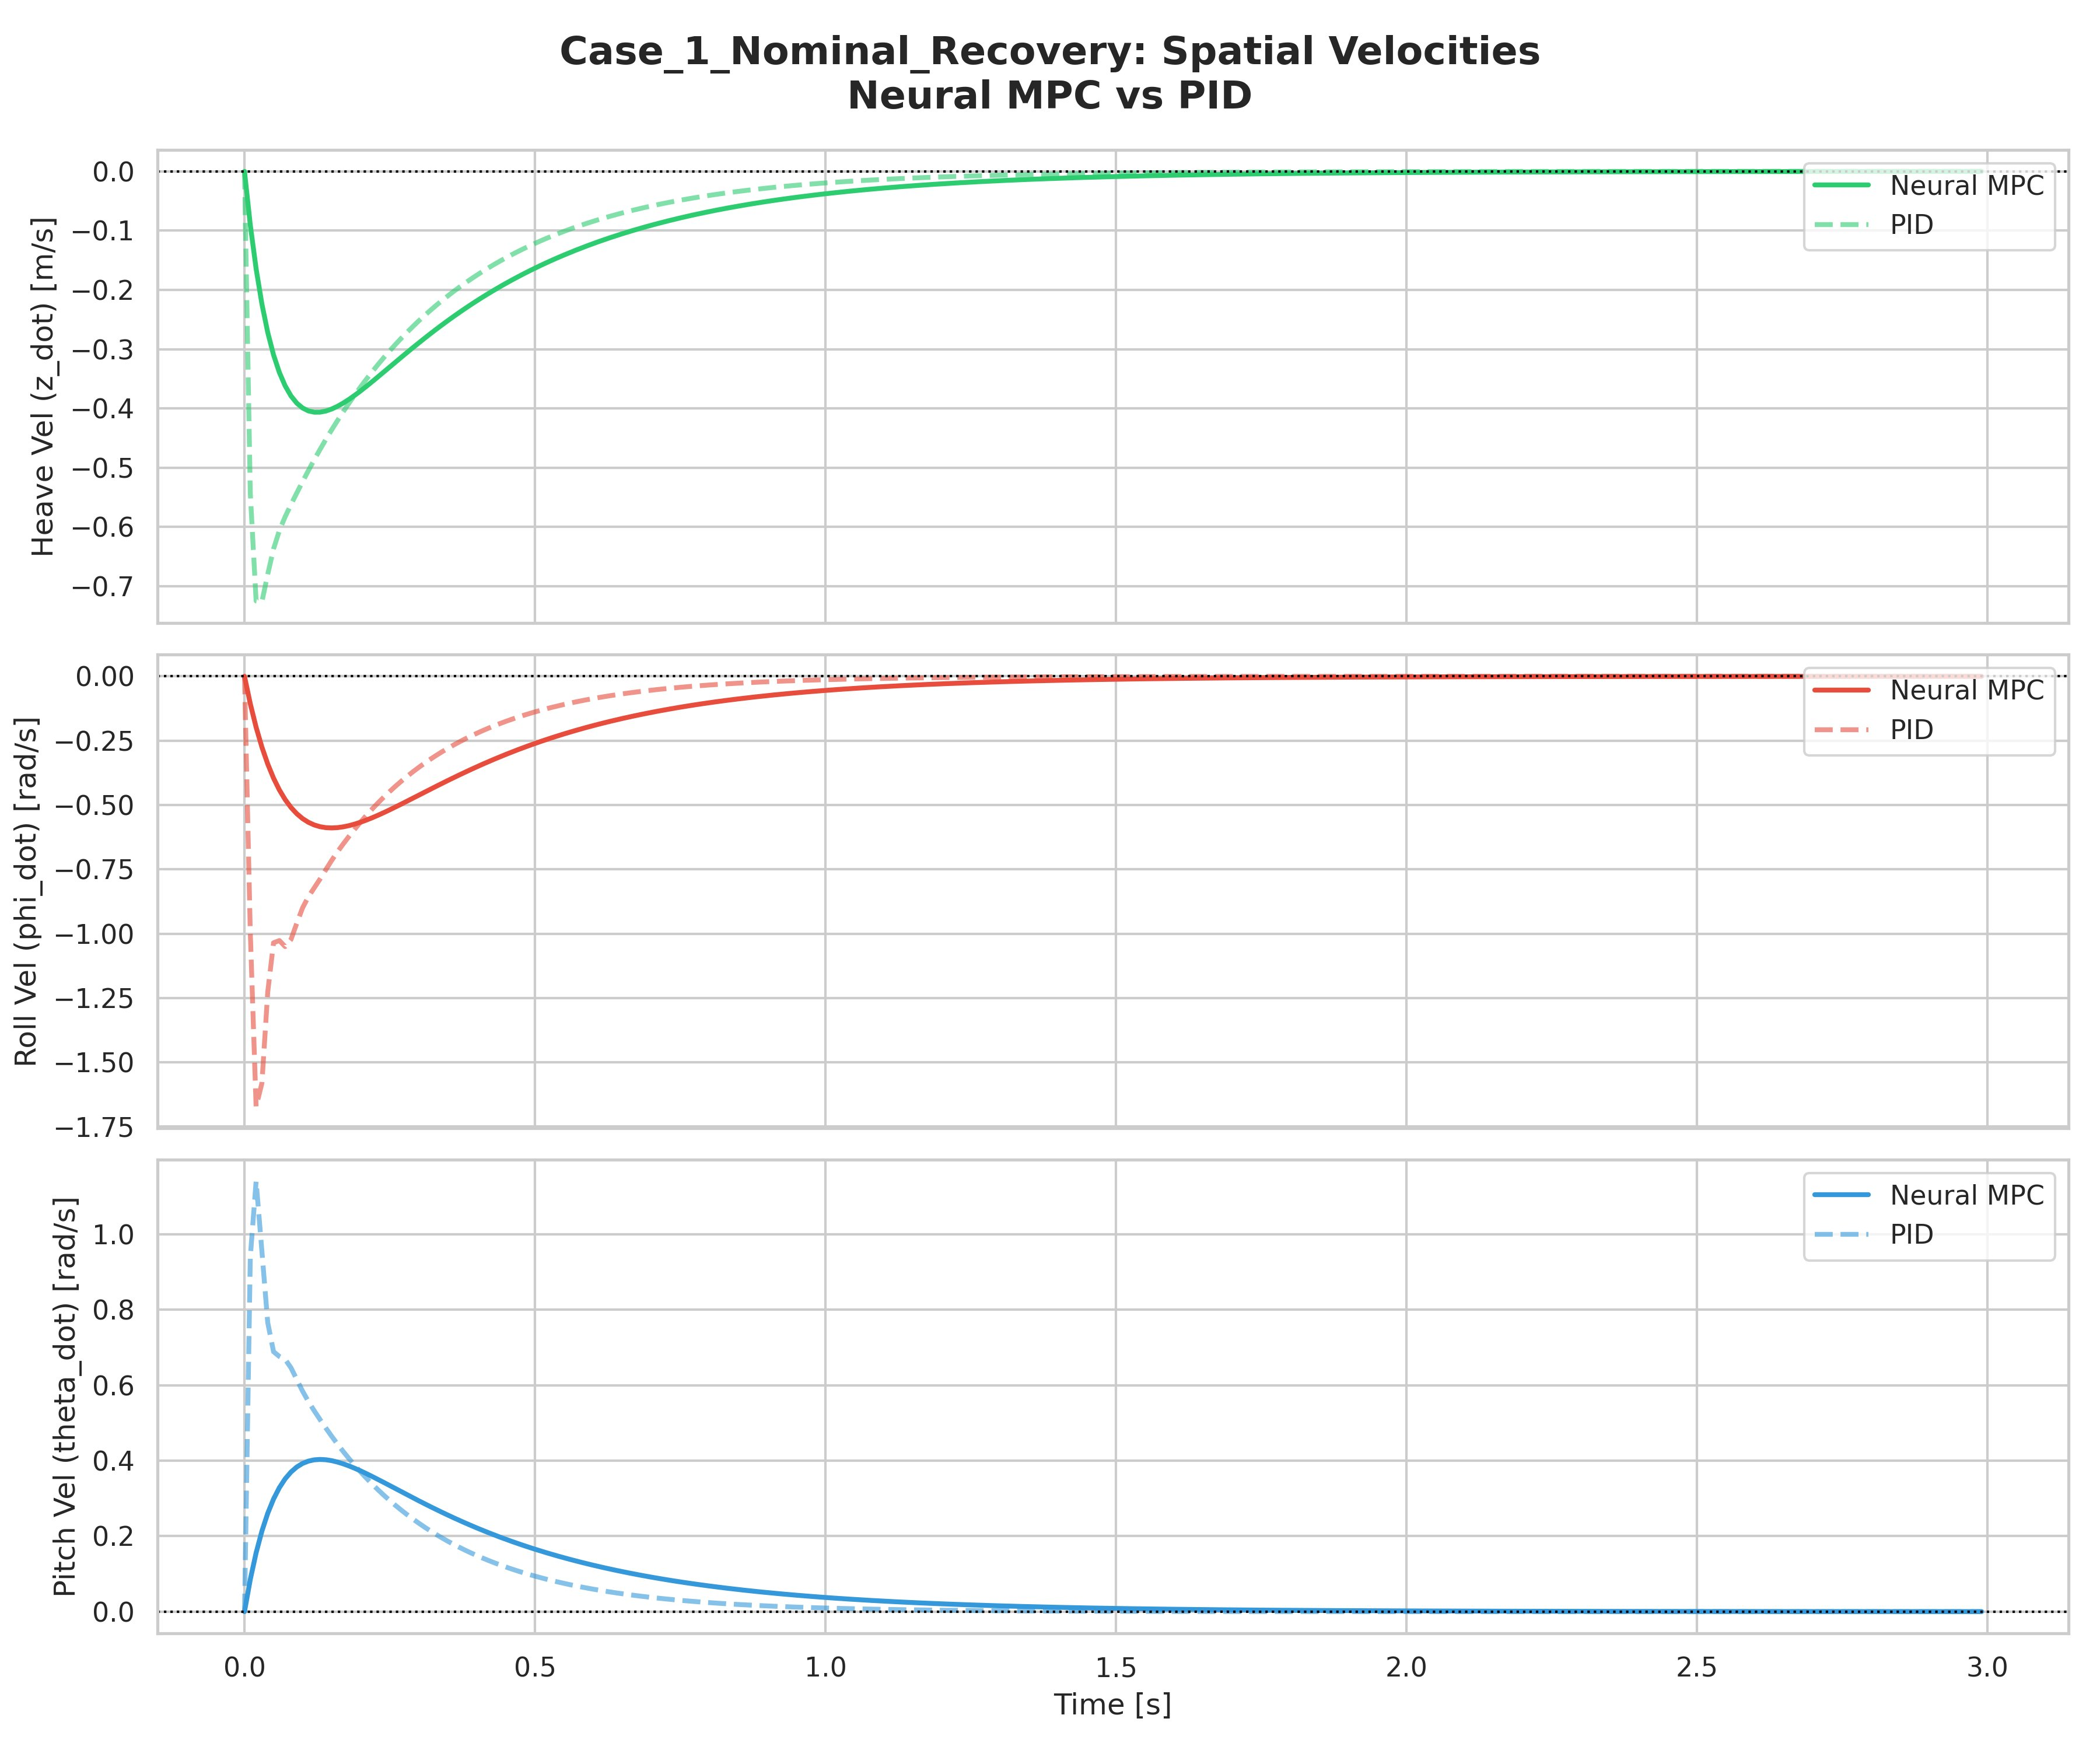 Case_1_Nominal_Recovery: Spatial Velocities
Neural MPC vs PID
Heave Vel (z_dot) [m/s]
0.0
−0.1
−0.2
−0.3
−0.4
−0.5
−0.6
−0.7
Neural MPC
PID
Roll Vel (phi_dot) [rad/s]
0.00
−0.25
−0.50
−0.75
−1.00
−1.25
−1.50
−1.75
Neural MPC
PID
Pitch Vel (theta_dot) [rad/s]
1.0
0.8
0.6
0.4
0.2
0.0
Neural MPC
PID
0.0 0.5 1.0 1.5 2.0 2.5 3.0
Time [s]